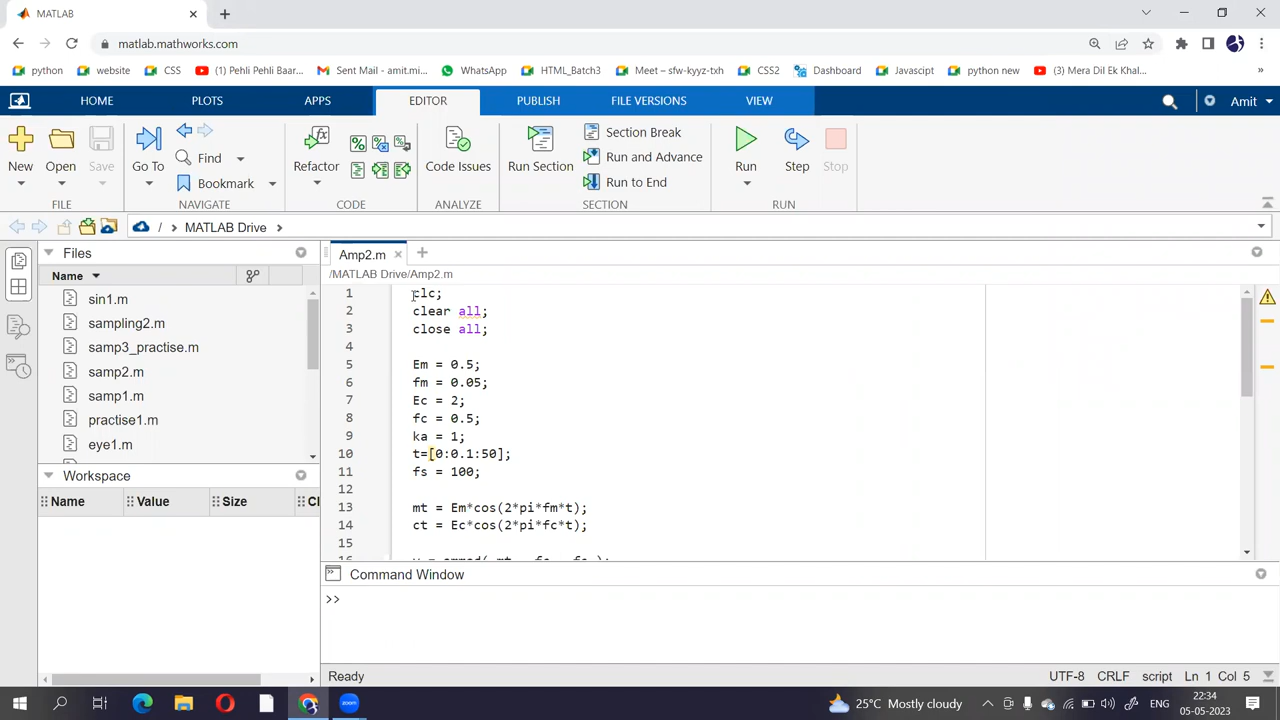 MATLAB
matlab.mathworks.com
python
website
CSS
(1) Pehli Pehli Baar...
Sent Mail - amit.mi...
WhatsApp
HTML_Batch3
Meet – sfw-kyyz-txh
CSS2
Dashboard
Javascipt
python new
(3) Mera Dil Ek Khal...
»
HOME
PLOTS
APPS
EDITOR
PUBLISH
FILE VERSIONS
VIEW
Amit
New
Open
Save
Go To
Find
Bookmark
Refactor
Code Issues
Run Section
Section Break
Run and Advance
Run to End
Run
Step
Stop
FILE
NAVIGATE
CODE
ANALYZE
SECTION
RUN
/ MATLAB Drive
Files
Name
sin1.m
sampling2.m
samp3_practise.m
samp2.m
samp1.m
practise1.m
eye1.m
Workspace
Name Value Size Cl
Amp2.m
/MATLAB Drive/Amp2.m
1 clc;
2 clear all;
3 close all;
4
5 Em = 0.5;
6 fm = 0.05;
7 Ec = 2;
8 fc = 0.5;
9 ka = 1;
10 t=[0:0.1:50];
11 fs = 100;
12
13 mt = Em*cos(2*pi*fm*t);
14 ct = Ec*cos(2*pi*fc*t);
15
Command Window
>>
Ready
UTF-8 CRLF script Ln 1 Col 5
zoom
25°C Mostly cloudy
ENG
22:34
05-05-2023